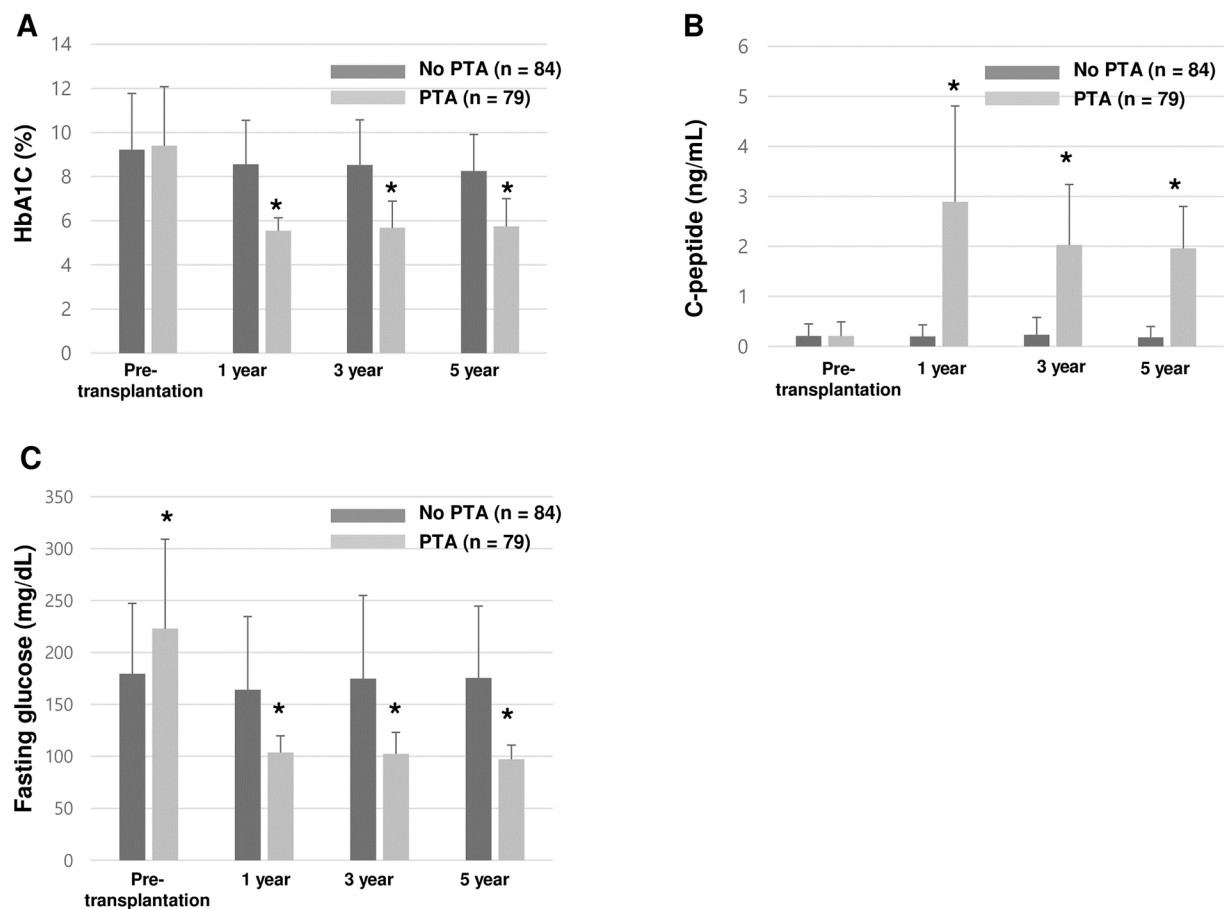 A
HbA1C (%)
14
12
10
8
6
4
2
0
No PTA (n = 84)
PTA (n = 79)
*
*
*
Pre-
transplantation
1 year
3 year
5 year
B
C-peptide (ng/mL)
6
5
4
3
2
1
0
No PTA (n = 84)
PTA (n = 79)
*
*
*
Pre-
transplantation
1 year
3 year
5 year
C
Fasting glucose (mg/dL)
350
300
250
200
150
100
50
0
No PTA (n = 84)
PTA (n = 79)
*
*
*
*
Pre-
transplantation
1 year
3 year
5 year